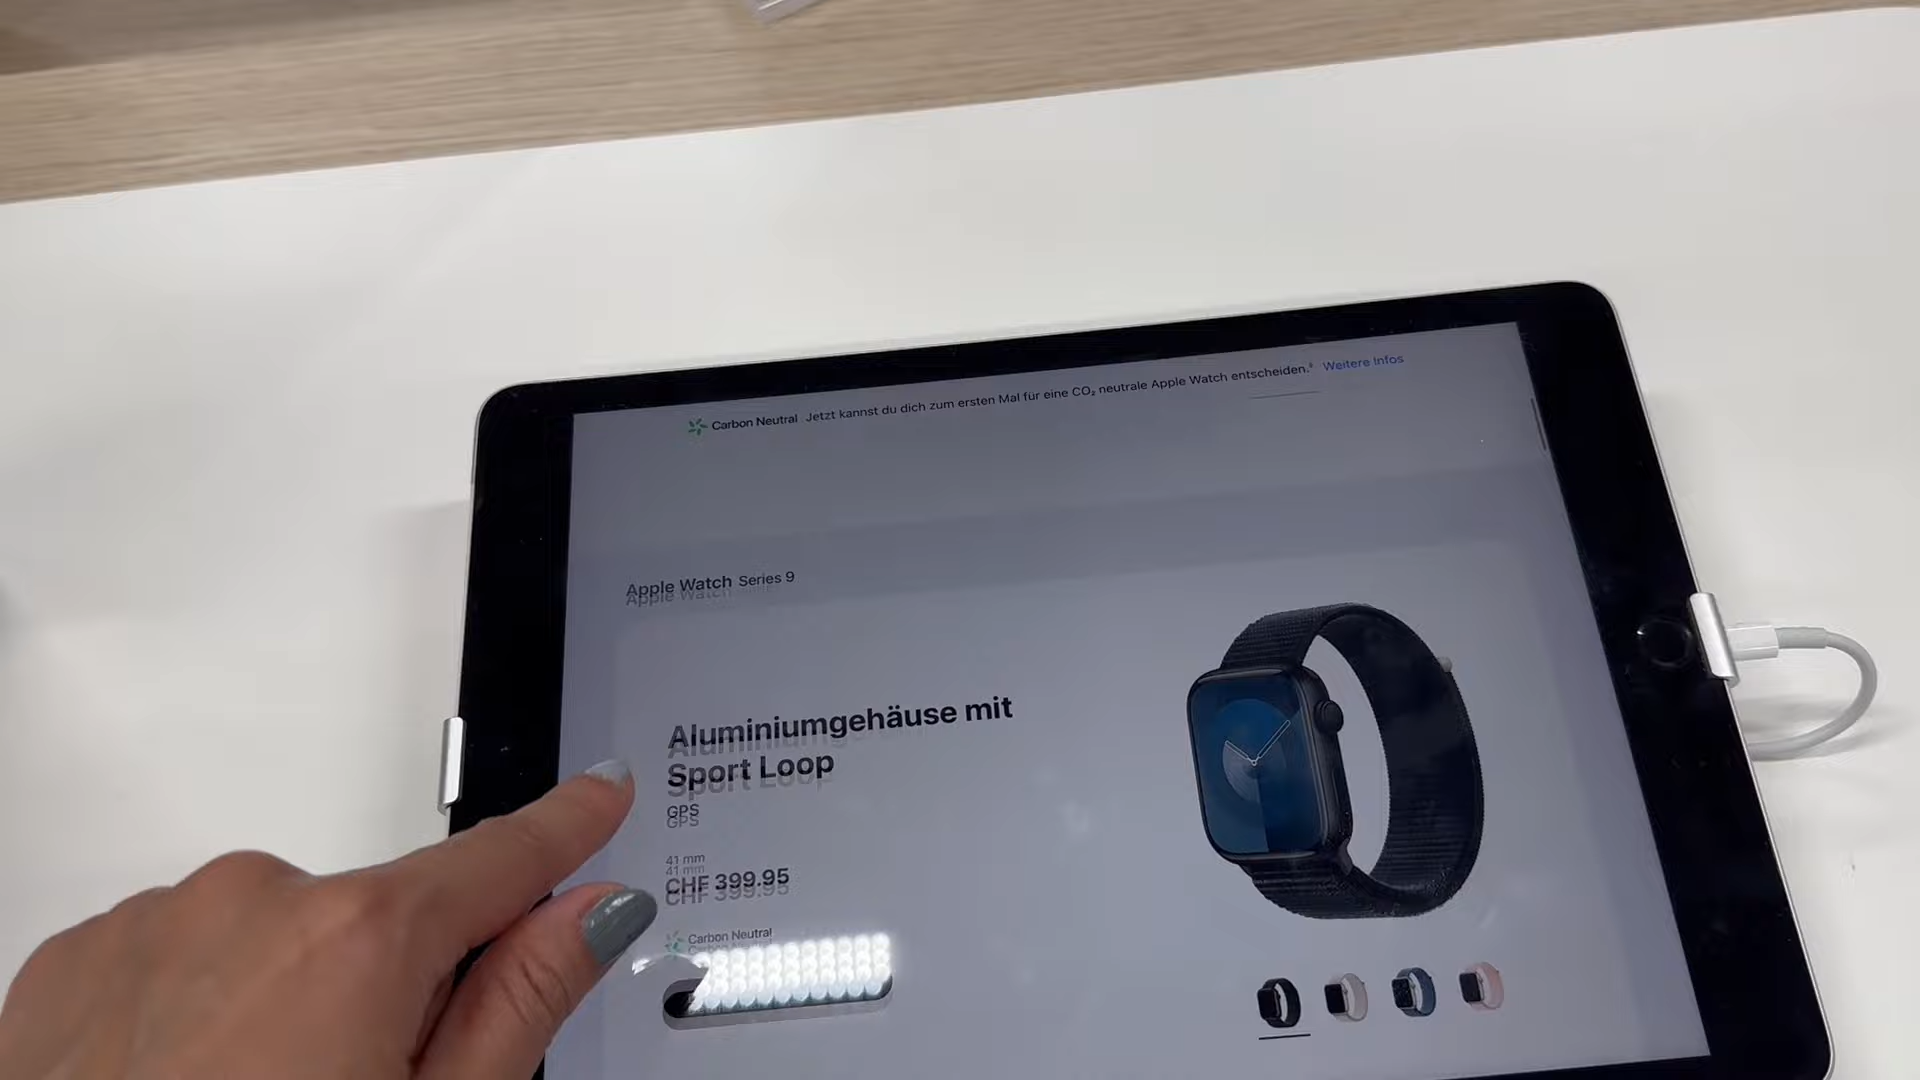 Carbon Neutral Jetzt kannst du dich zum ersten Mal für eine CO₂ neutrale Apple Watch entscheiden.⁸ Weitere Infos
Apple Watch Series 9
Aluminiumgehäuse mit
Sport Loop
GPS
41 mm
CHF 399.95
Carbon Neutral